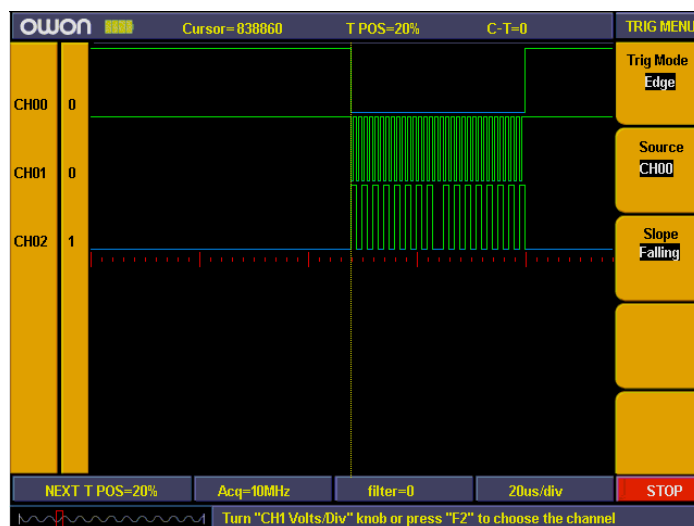 owon Cursor=838860 T POS=20% C-T=0 TRIG MENU
Trig Mode
Edge
CH00 0
Source
CH00
CH01 0
Slope
Falling
CH02 1
NEXT T POS=20% Acq=10MHz filter=0 20us/div STOP
Turn "CH1 Volts/Div" knob or press "F2" to choose the channel